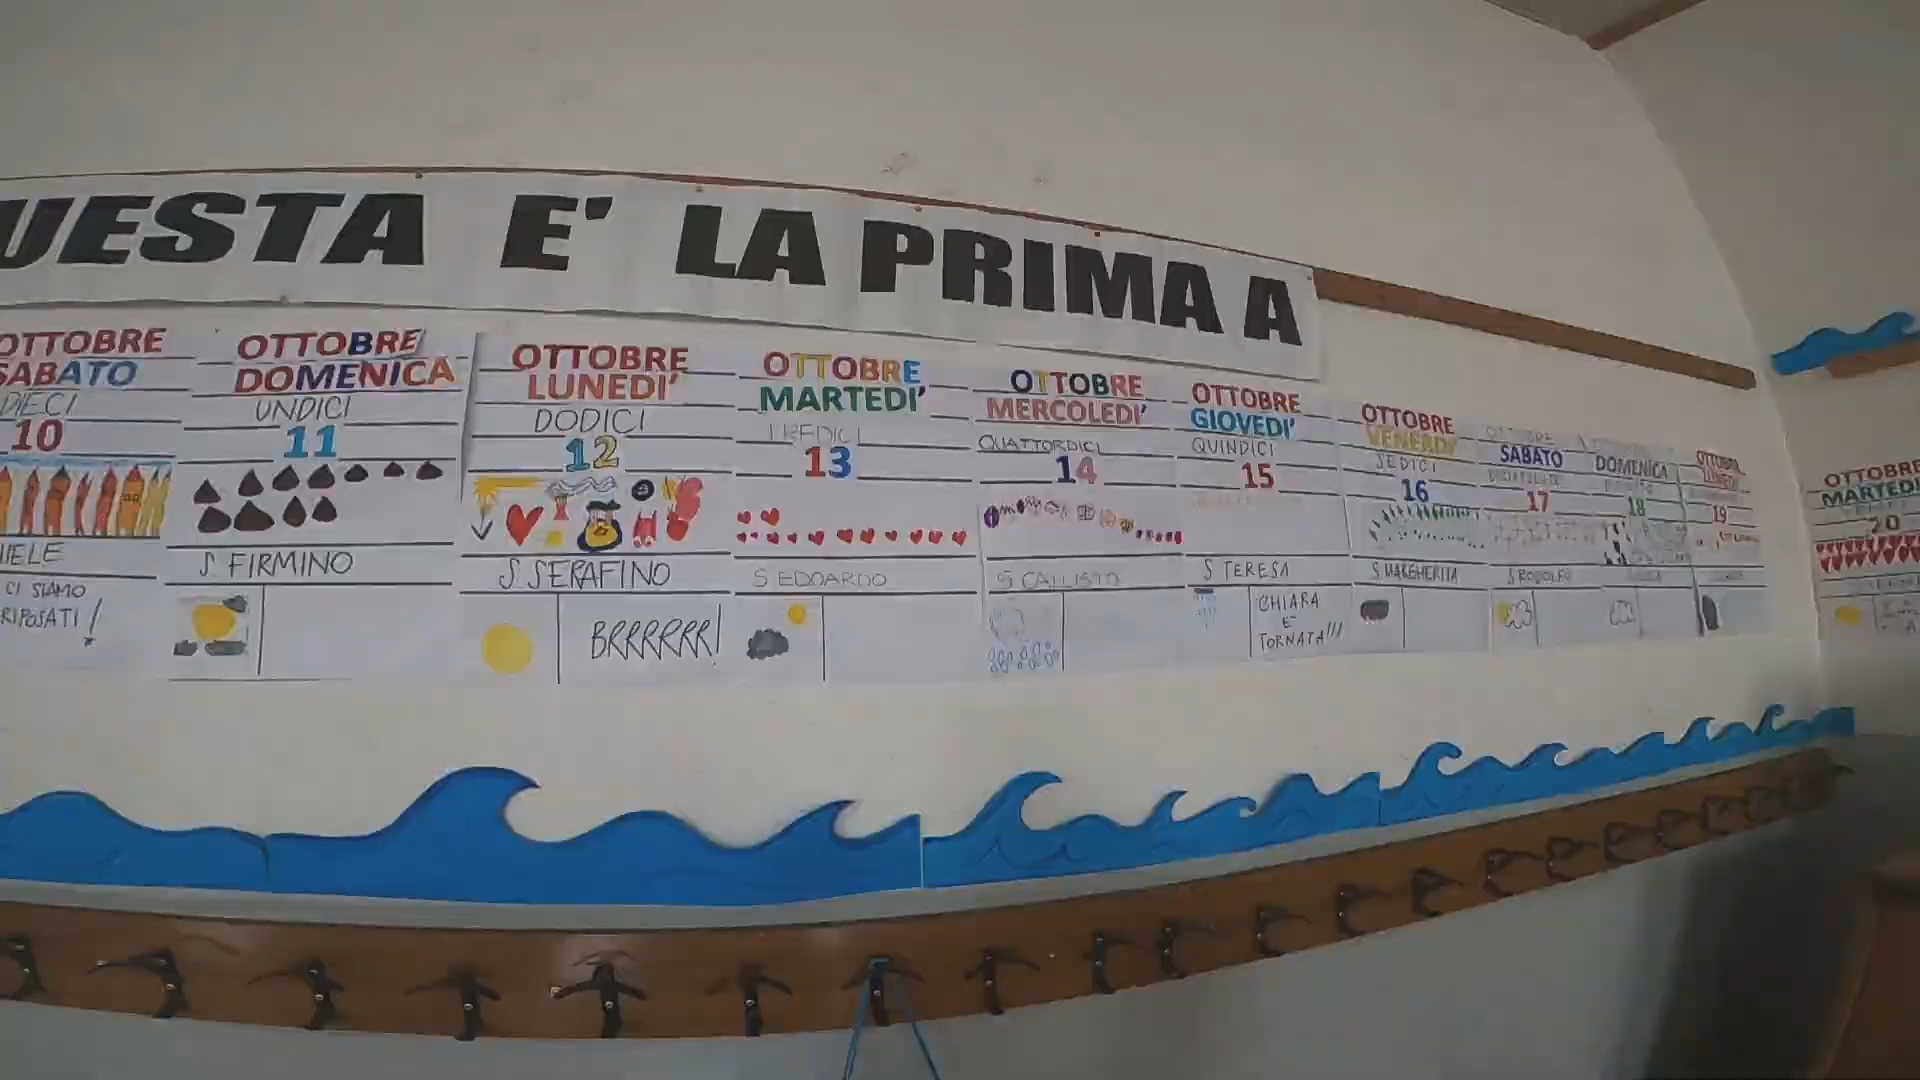 UESTA E' LA PRIMA A
OTTOBRE
SABATO
DIECI
10
IELE
CI SIAMO
RIPOSATI!
OTTOBRE
DOMENICA
UNDICI
11
S. FIRMINO
OTTOBRE
LUNEDI'
DODICI
12
S. SERAFINO
BRRRRRR!
OTTOBRE
MARTEDI'
TREDICI
13
S EDOARDO
OTTOBRE
MERCOLEDI'
QUATTORDICI
14
S CALLISTO
OTTOBRE
GIOVEDI'
QUINDICI
15
S TERESA
CHIARA
E'
TORNATA!!!
OTTOBRE
VENERDI'
SEDICI
16
S MARGHERITA
OTTOBRE
SABATO
17
S RODOLFO
DOMENICA
18
OTTOBRE
LUNEDI'
19
OTTOBRE
MARTEDI'
20